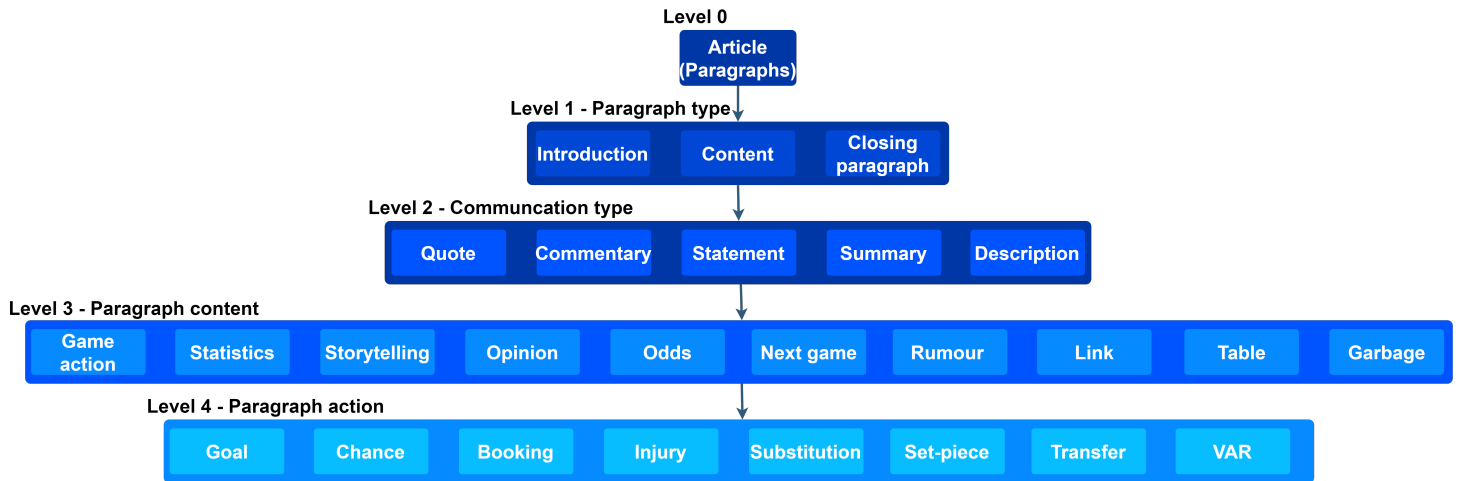 Level 0
Article
(Paragraphs)
Level 1 - Paragraph type
Introduction
Content
Closing
paragraph
Level 2 - Communcation type
Quote
Commentary
Statement
Summary
Description
Level 3 - Paragraph content
Game
action
Statistics
Storytelling
Opinion
Odds
Next game
Rumour
Link
Table
Garbage
Level 4 - Paragraph action
Goal
Chance
Booking
Injury
Substitution
Set-piece
Transfer
VAR